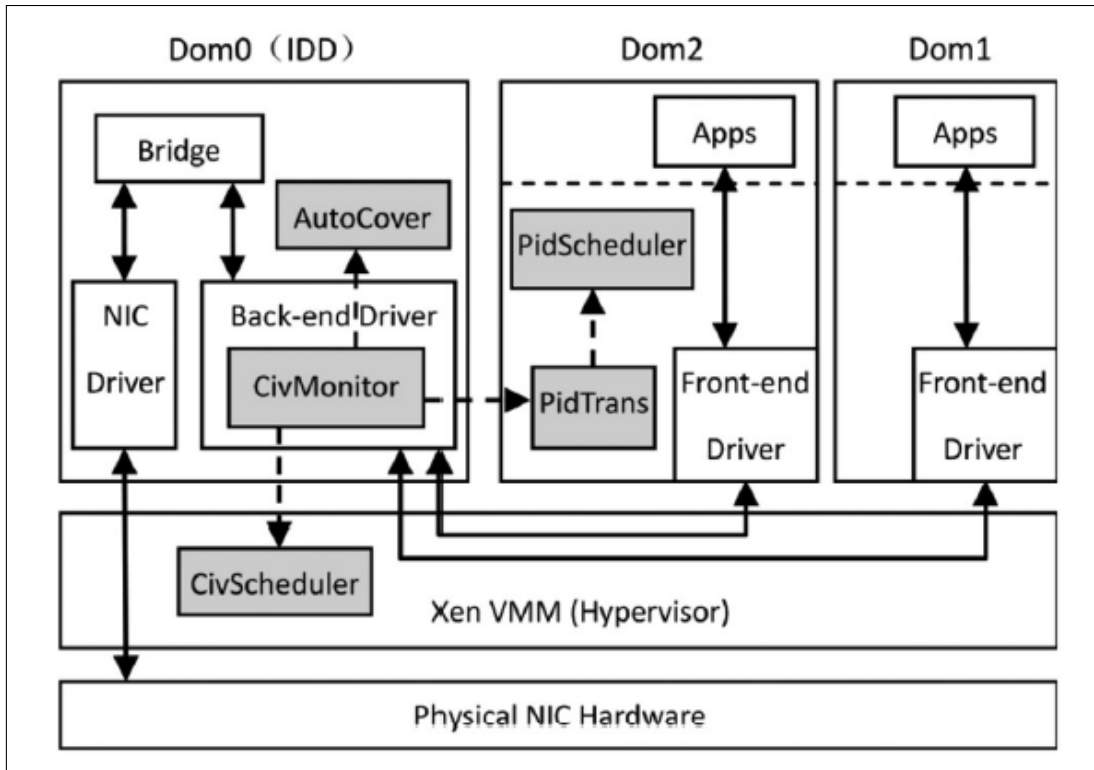 Dom0（IDD）
Dom2
Dom1
Bridge
AutoCover
NIC
Driver
Back-end Driver
CivMonitor
Apps
PidScheduler
PidTrans
Front-end
Driver
Apps
Front-end
Driver
CivScheduler
Xen VMM (Hypervisor)
Physical NIC Hardware